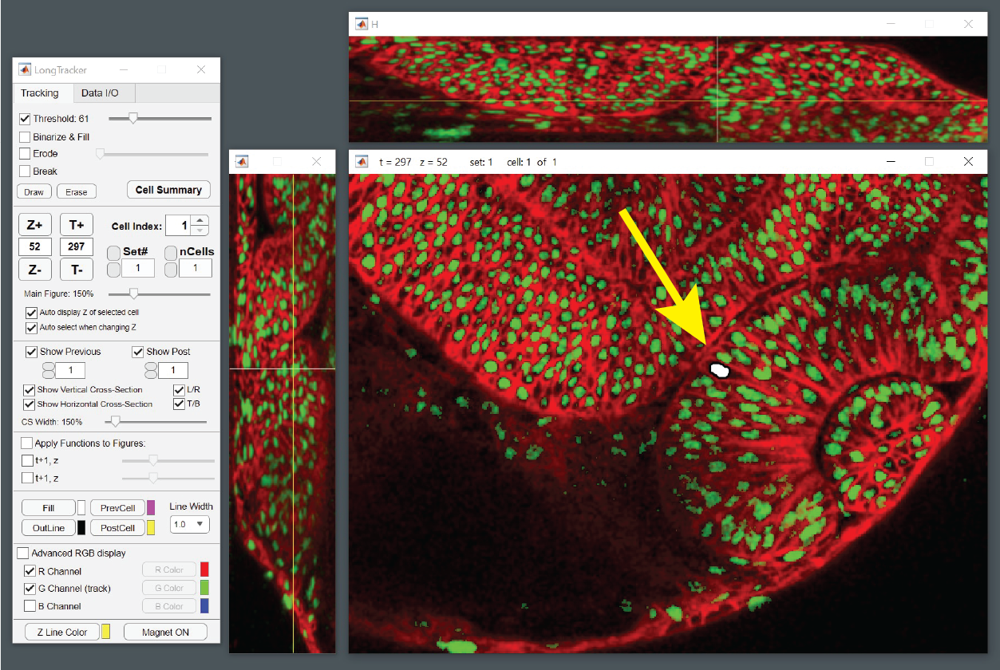 H
LongTracker
Tracking Data I/O
Threshold: 61
Binarize & Fill
Erode
Break
Draw Erase Cell Summary
Z+ T+ Cell Index: 1
52 297 Set# nCells
Z- T- 1 1
Main Figure: 150%
Auto display Z of selected cell
Auto select when changing Z
Show Previous Show Post
1 1
Show Vertical Cross-Section L/R
Show Horizontal Cross-Section T/B
CS Width: 150%
Apply Functions to Figures:
t+1, z
t+1, z
Fill PrevCell Line Width
OutLine PostCell 1.0
Advanced RGB display
R Channel R Color
G Channel (track) G Color
B Channel B Color
Z Line Color Magnet ON
t = 297 z = 52 set: 1 cell: 1 of 1